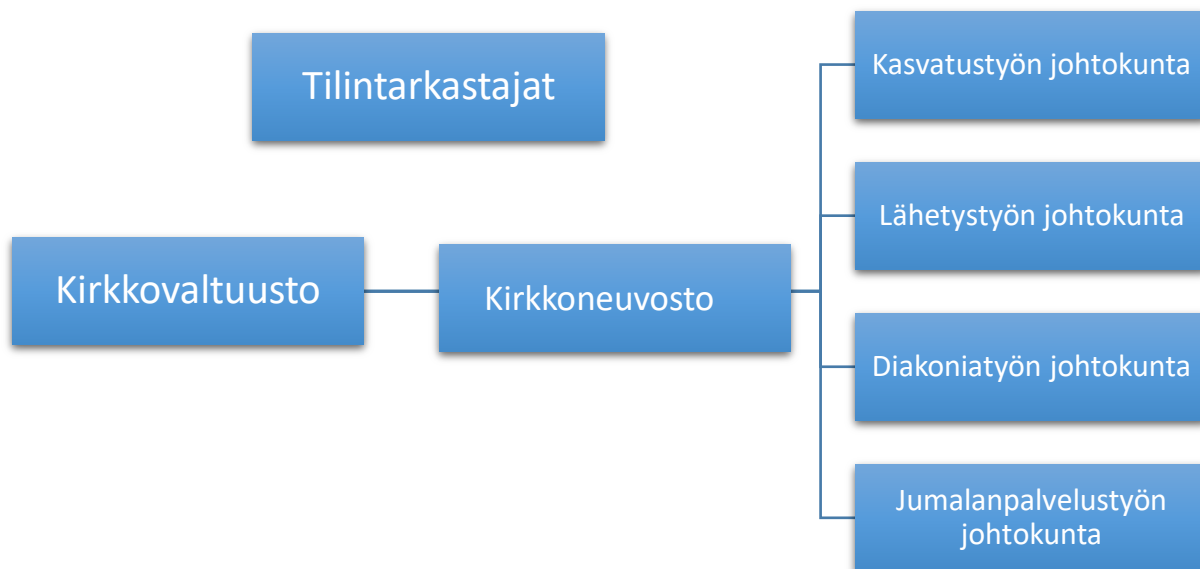 Tilintarkastajat
Kirkkovaltuusto
Kirkkoneuvosto
Kasvatustyön johtokunta
Lähetystyön johtokunta
Diakoniatyön johtokunta
Jumalanpalvelustyön
johtokunta